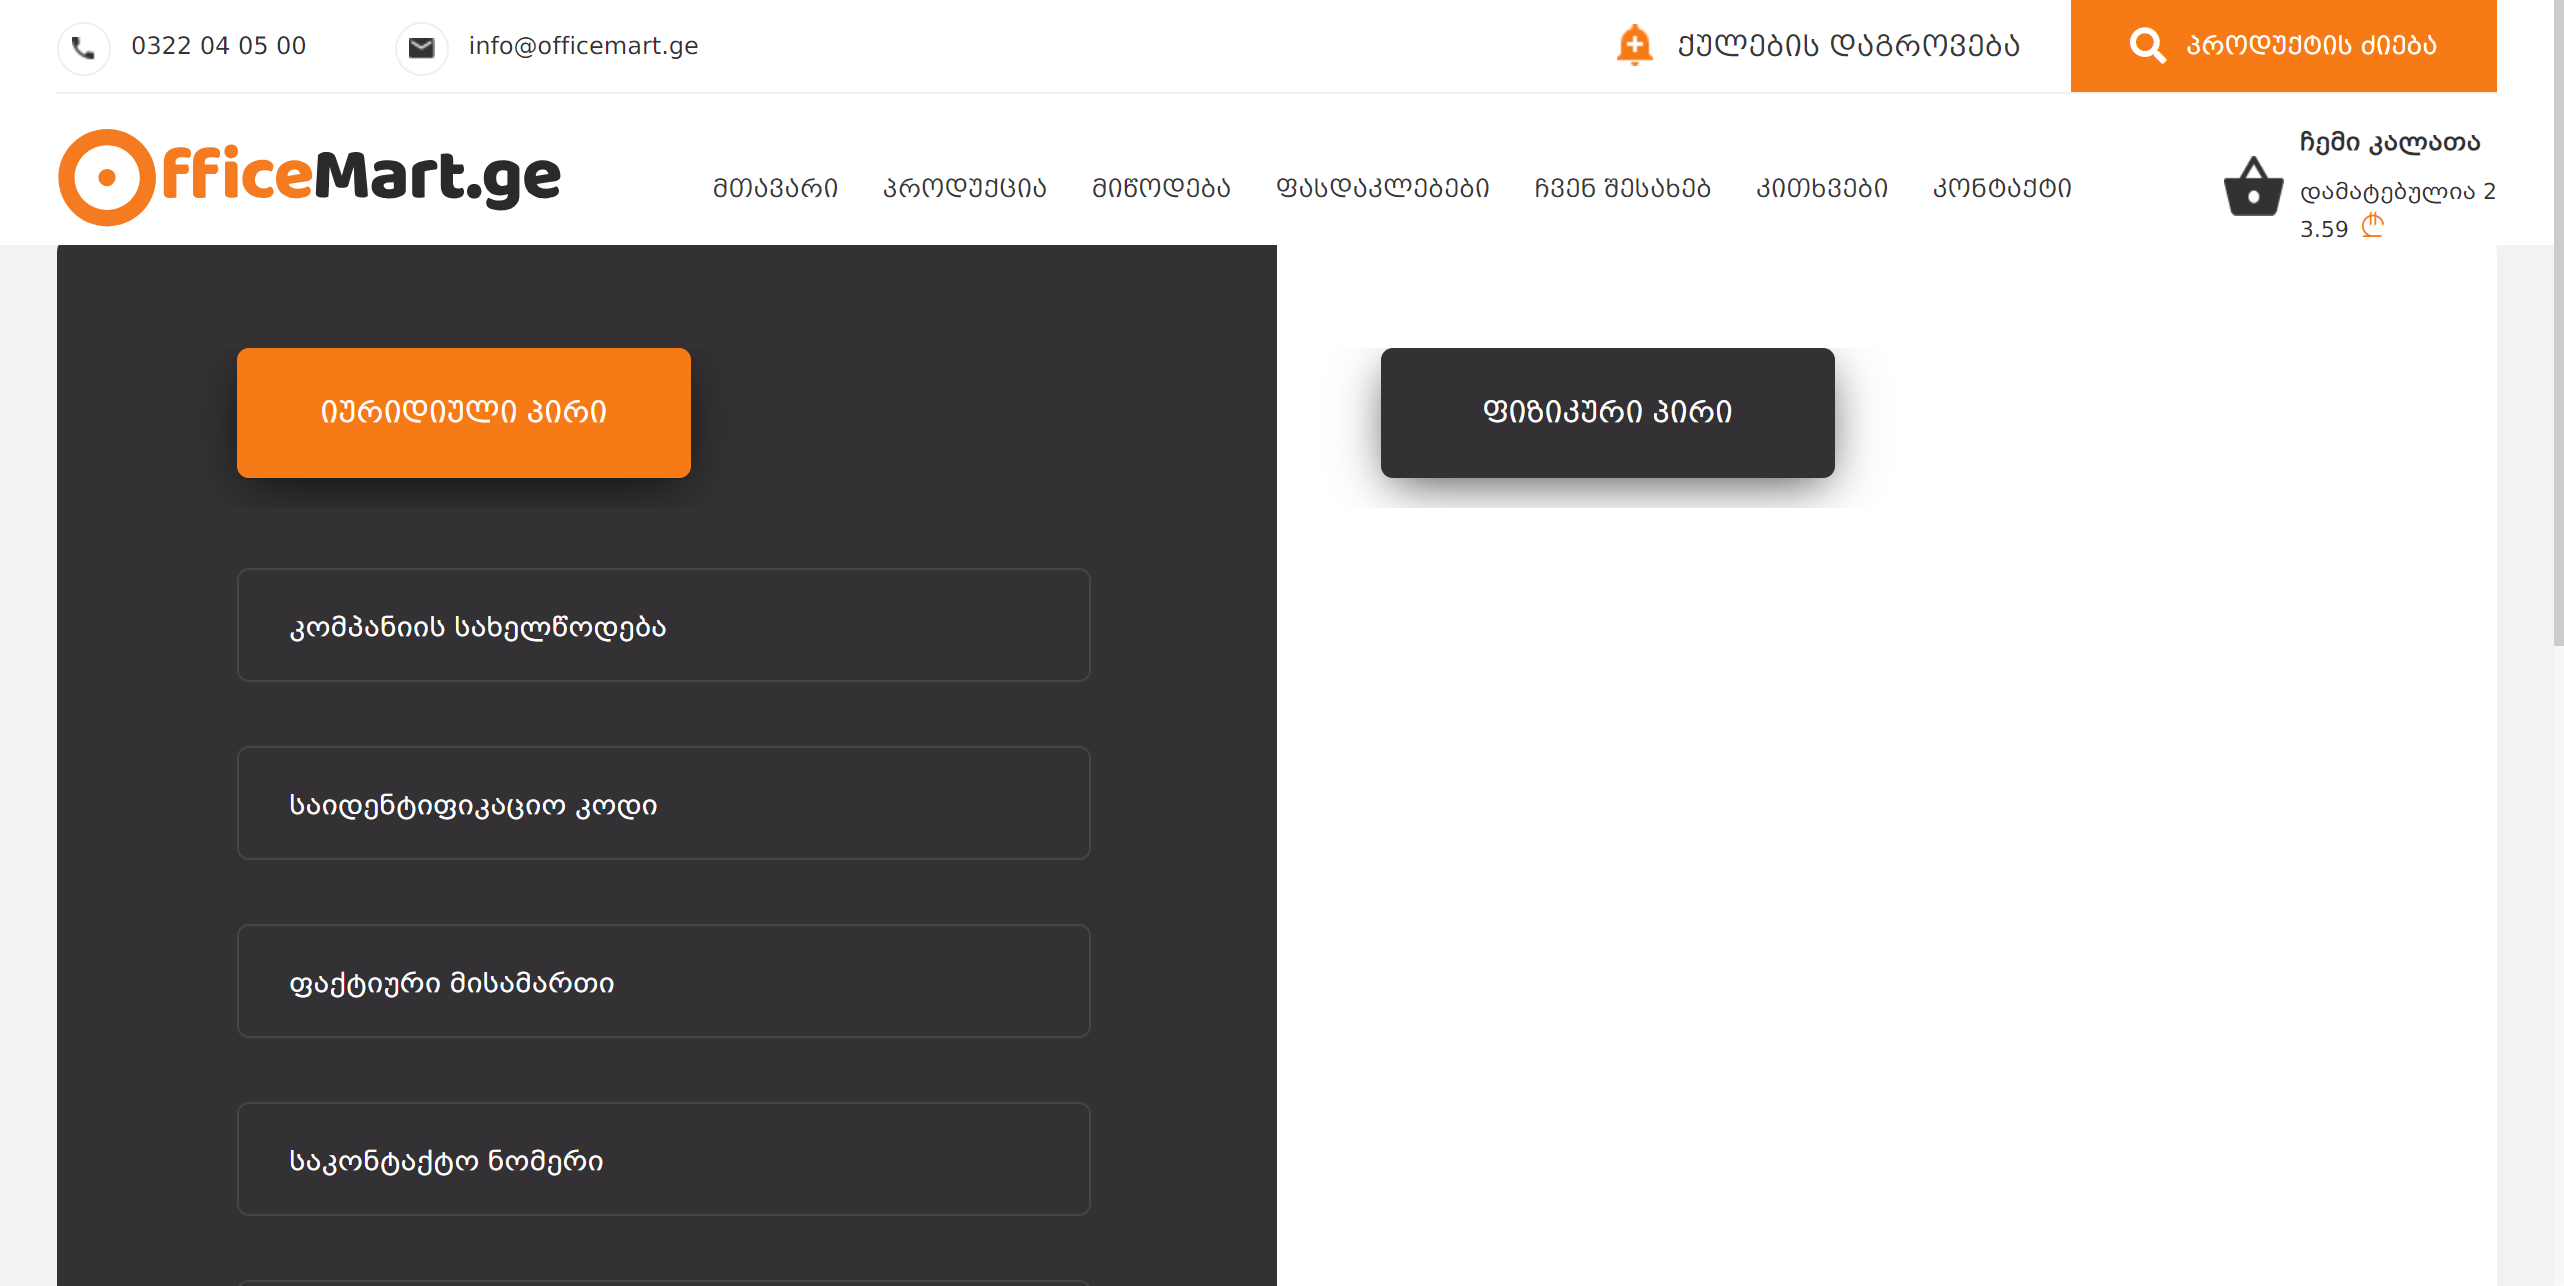 0322 04 05 00
info@officemart.ge
ᲥᲣᲚᲔᲑᲘᲡ ᲓᲐᲒᲠᲝᲕᲔᲑᲐ
ᲞᲠᲝᲓᲣᲥᲢᲘᲡ ᲫᲘᲔᲑᲐ
OfficeMart.ge
ᲛᲗᲐᲕᲐᲠᲘ
ᲞᲠᲝᲓᲣᲥᲪᲘᲐ
ᲛᲘᲬᲝᲓᲔᲑᲐ
ᲤᲐᲡᲓᲐᲙᲚᲔᲑᲔᲑᲘ
ᲩᲕᲔᲜ ᲨᲔᲡᲐᲮᲔᲑ
ᲙᲘᲗᲮᲕᲔᲑᲘ
ᲙᲝᲜᲢᲐᲥᲢᲘ
ჩემი კალათა
დამატებულია 2
3.59 ₾
ᲘᲣᲠᲘᲓᲘᲣᲚᲘ ᲞᲘᲠᲘ
ᲤᲘᲖᲘᲙᲣᲠᲘ ᲞᲘᲠᲘ
კომპანიის სახელწოდება
საიდენტიფიკაციო კოდი
ფაქტიური მისამართი
საკონტაქტო ნომერი